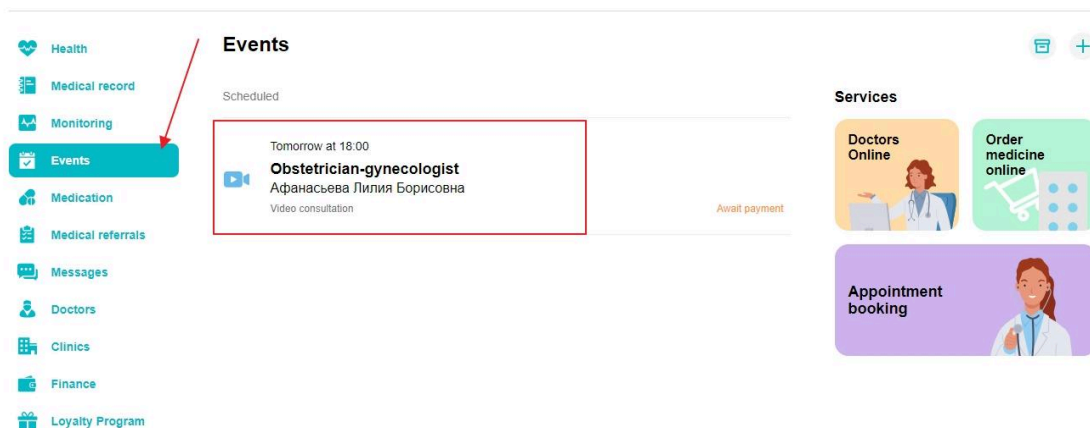 Health
Medical record
Monitoring
Events
Medication
Medical referrals
Messages
Doctors
Clinics
Finance
Loyalty Program
Events
Scheduled
Tomorrow at 18:00
Obstetrician-gynecologist
Афанасьева Лилия Борисовна
Video consultation
Await payment
Services
Doctors
Online
Order
medicine
online
Appointment
booking